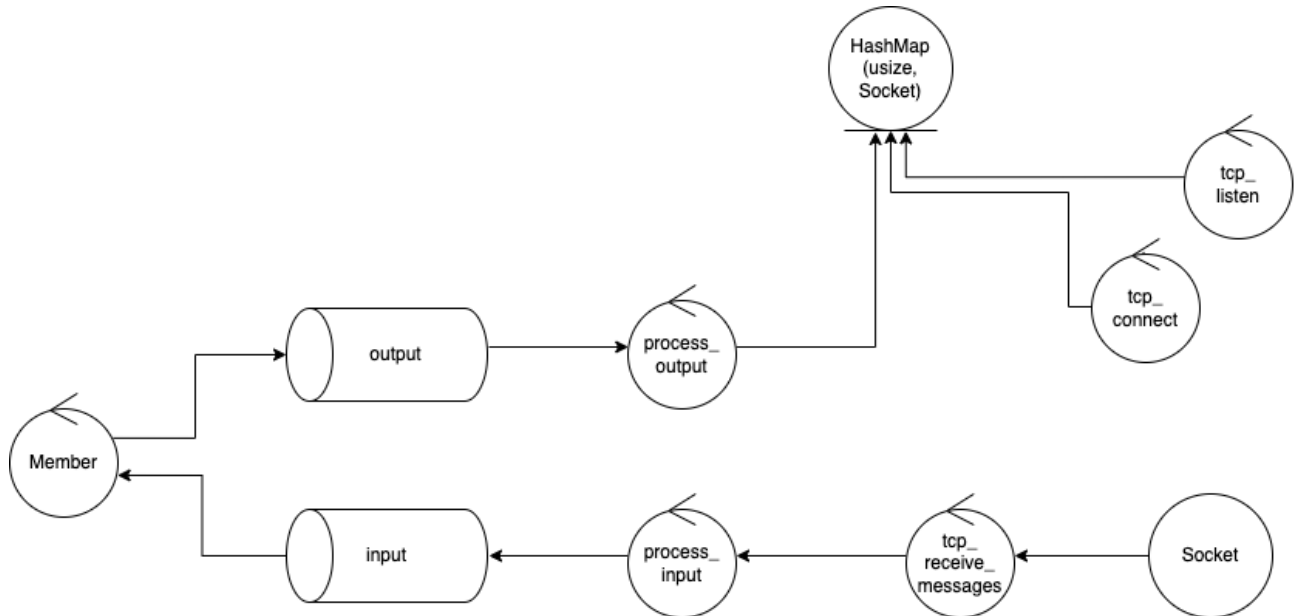 HashMap
(usize,
Socket)
tcp_
listen
tcp_
connect
output
process_
output
Member
input
process_
input
tcp_
receive_
messages
Socket